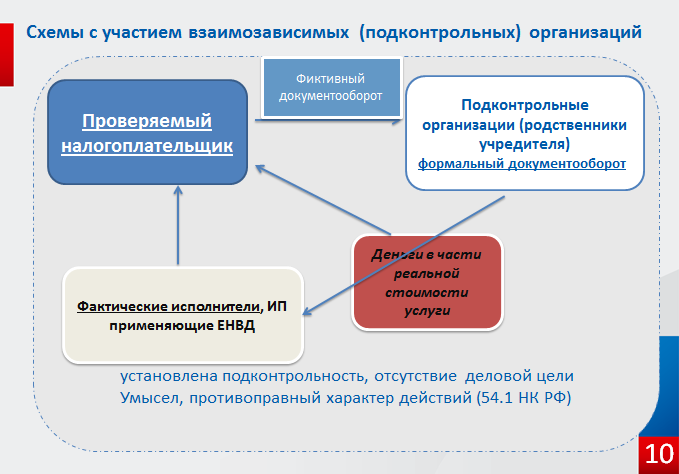 Схемы с участием взаимозависимых (подконтрольных) организаций
Фиктивный
документооборот
Проверяемый
налогоплательщик
Подконтрольные
организации (родственники
учредителя)
формальный документооборот
Деньги в части
реальной
стоимости
услуги
Фактические исполнители, ИП
применяющие ЕНВД
установлена подконтрольность, отсутствие деловой цели
Умысел, противоправный характер действий (54.1 НК РФ)
10